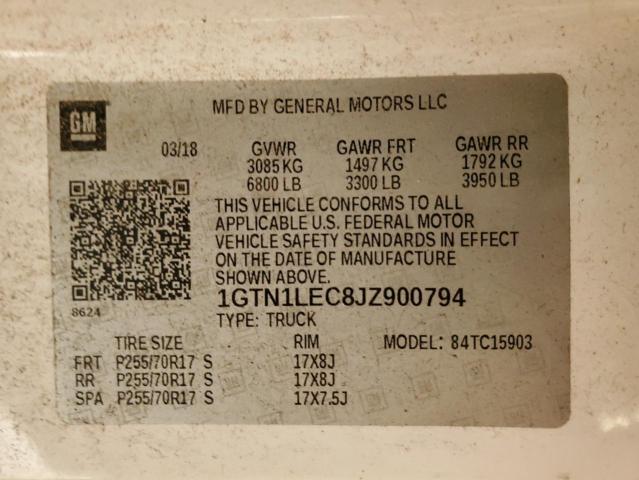 GM
MFD BY GENERAL MOTORS LLC
03/18 GVWR GAWR FRT GAWR RR
3085 KG 1497 KG 1792 KG
6800 LB 3300 LB 3950 LB
THIS VEHICLE CONFORMS TO ALL
APPLICABLE U.S. FEDERAL MOTOR
VEHICLE SAFETY STANDARDS IN EFFECT
ON THE DATE OF MANUFACTURE
SHOWN ABOVE.
1GTN1LEC8JZ900794
8624
TYPE: TRUCK
TIRE SIZE RIM MODEL: 84TC15903
FRT P255/70R17 S 17X8J
RR P255/70R17 S 17X8J
SPA P255/70R17 S 17X7.5J